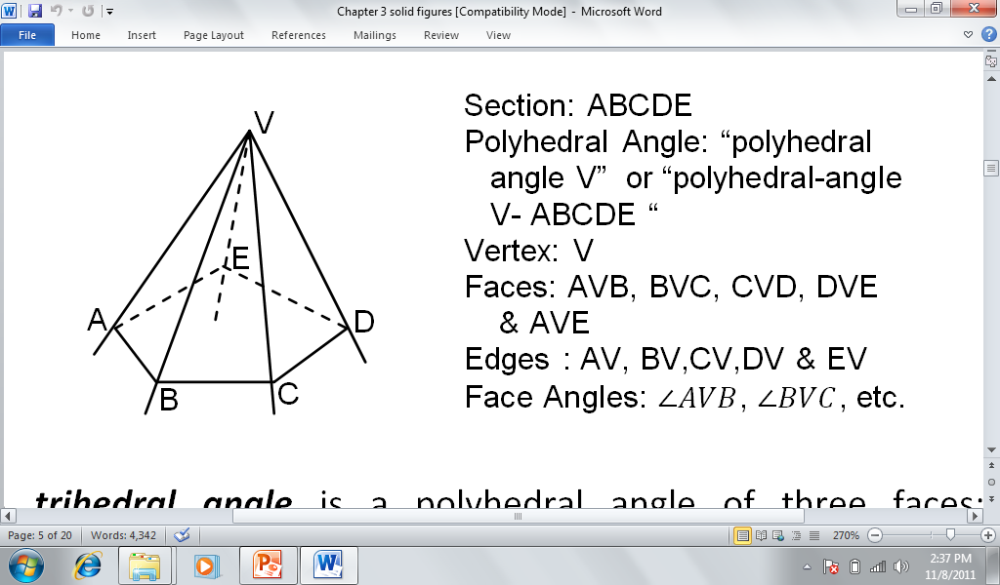 Chapter 3 solid figures [Compatibility Mode] - Microsoft Word
File Home Insert Page Layout References Mailings Review View
V
E
A
D
B
C
Section: ABCDE
Polyhedral Angle: “polyhedral
angle V” or “polyhedral-angle
V- ABCDE “
Vertex: V
Faces: AVB, BVC, CVD, DVE
& AVE
Edges : AV, BV,CV,DV & EV
Face Angles: ∠AVB, ∠BVC, etc.
trihedral angle is a polyhedral angle of three faces;
Page: 5 of 20 Words: 4,342 270%
2:37 PM
11/8/2011